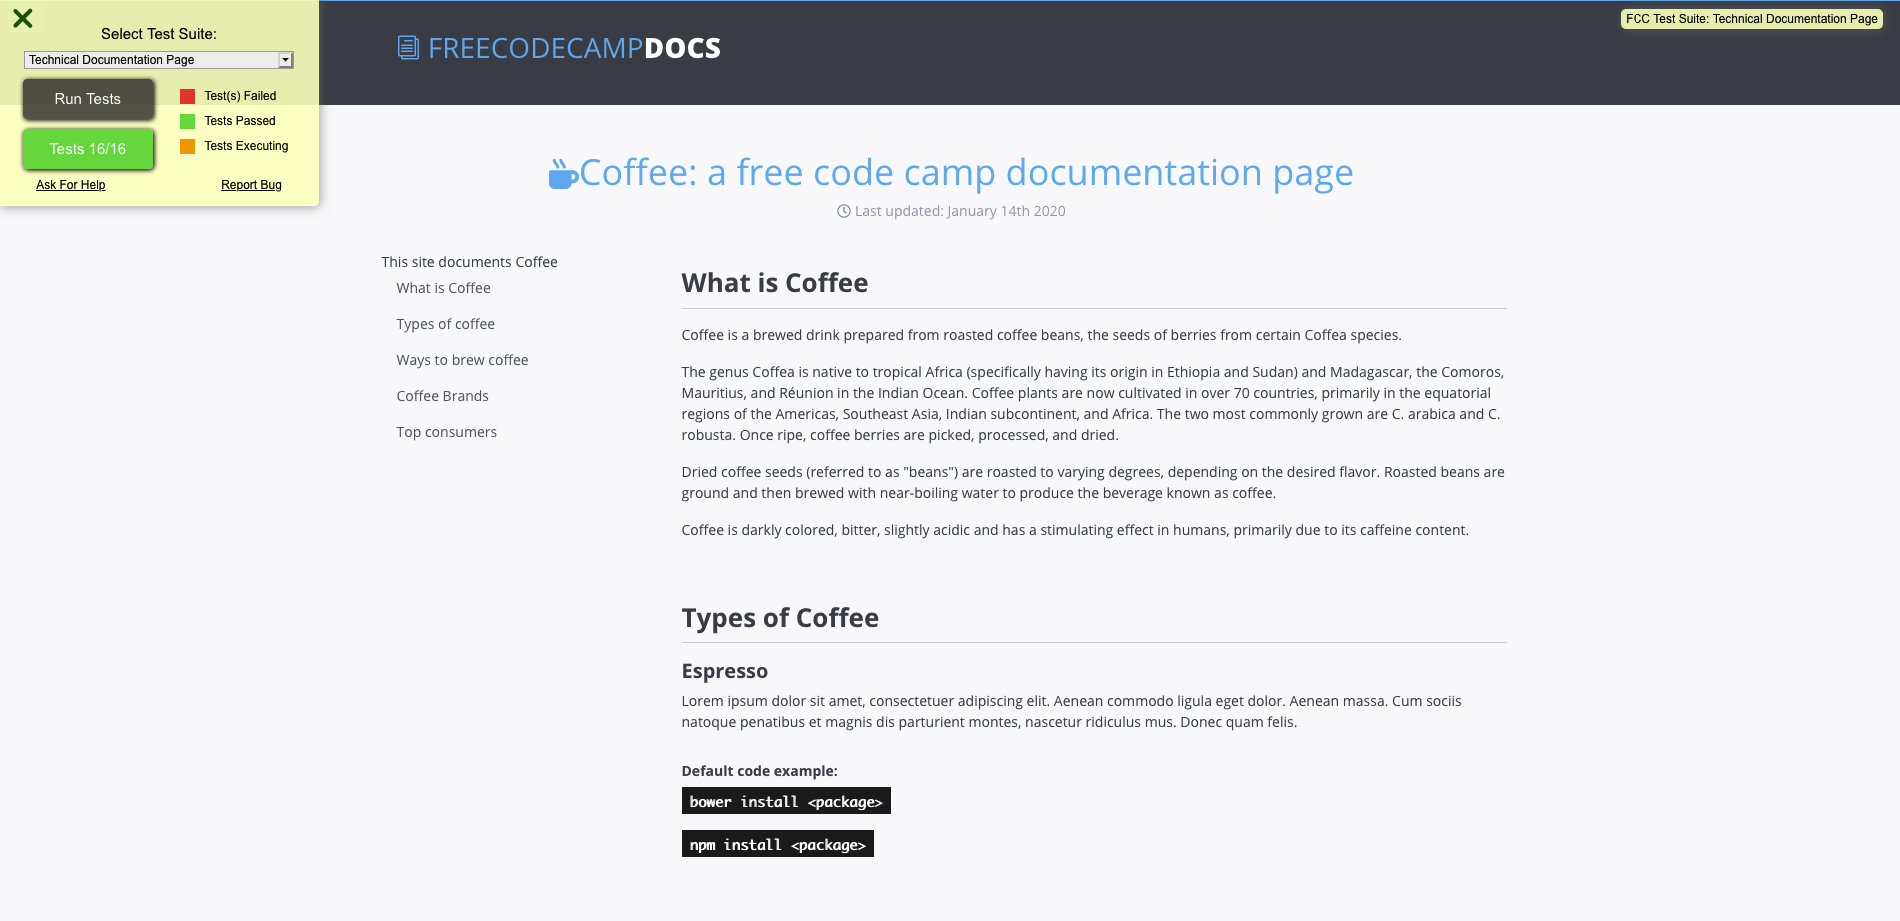 Select Test Suite:
Technical Documentation Page
Run Tests
Tests 16/16
Test(s) Failed
Tests Passed
Tests Executing
Ask For Help
Report Bug
FREECODECAMPDOCS
FCC Test Suite: Technical Documentation Page
Coffee: a free code camp documentation page
Last updated: January 14th 2020
This site documents Coffee
What is Coffee
Types of coffee
Ways to brew coffee
Coffee Brands
Top consumers
What is Coffee
Coffee is a brewed drink prepared from roasted coffee beans, the seeds of berries from certain Coffea species.
The genus Coffea is native to tropical Africa (specifically having its origin in Ethiopia and Sudan) and Madagascar, the Comoros,
Mauritius, and Réunion in the Indian Ocean. Coffee plants are now cultivated in over 70 countries, primarily in the equatorial
regions of the Americas, Southeast Asia, Indian subcontinent, and Africa. The two most commonly grown are C. arabica and C.
robusta. Once ripe, coffee berries are picked, processed, and dried.
Dried coffee seeds (referred to as "beans") are roasted to varying degrees, depending on the desired flavor. Roasted beans are
ground and then brewed with near-boiling water to produce the beverage known as coffee.
Coffee is darkly colored, bitter, slightly acidic and has a stimulating effect in humans, primarily due to its caffeine content.
Types of Coffee
Espresso
Lorem ipsum dolor sit amet, consectetuer adipiscing elit. Aenean commodo ligula eget dolor. Aenean massa. Cum sociis
natoque penatibus et magnis dis parturient montes, nascetur ridiculus mus. Donec quam felis.
Default code example:
bower install <package>
npm install <package>